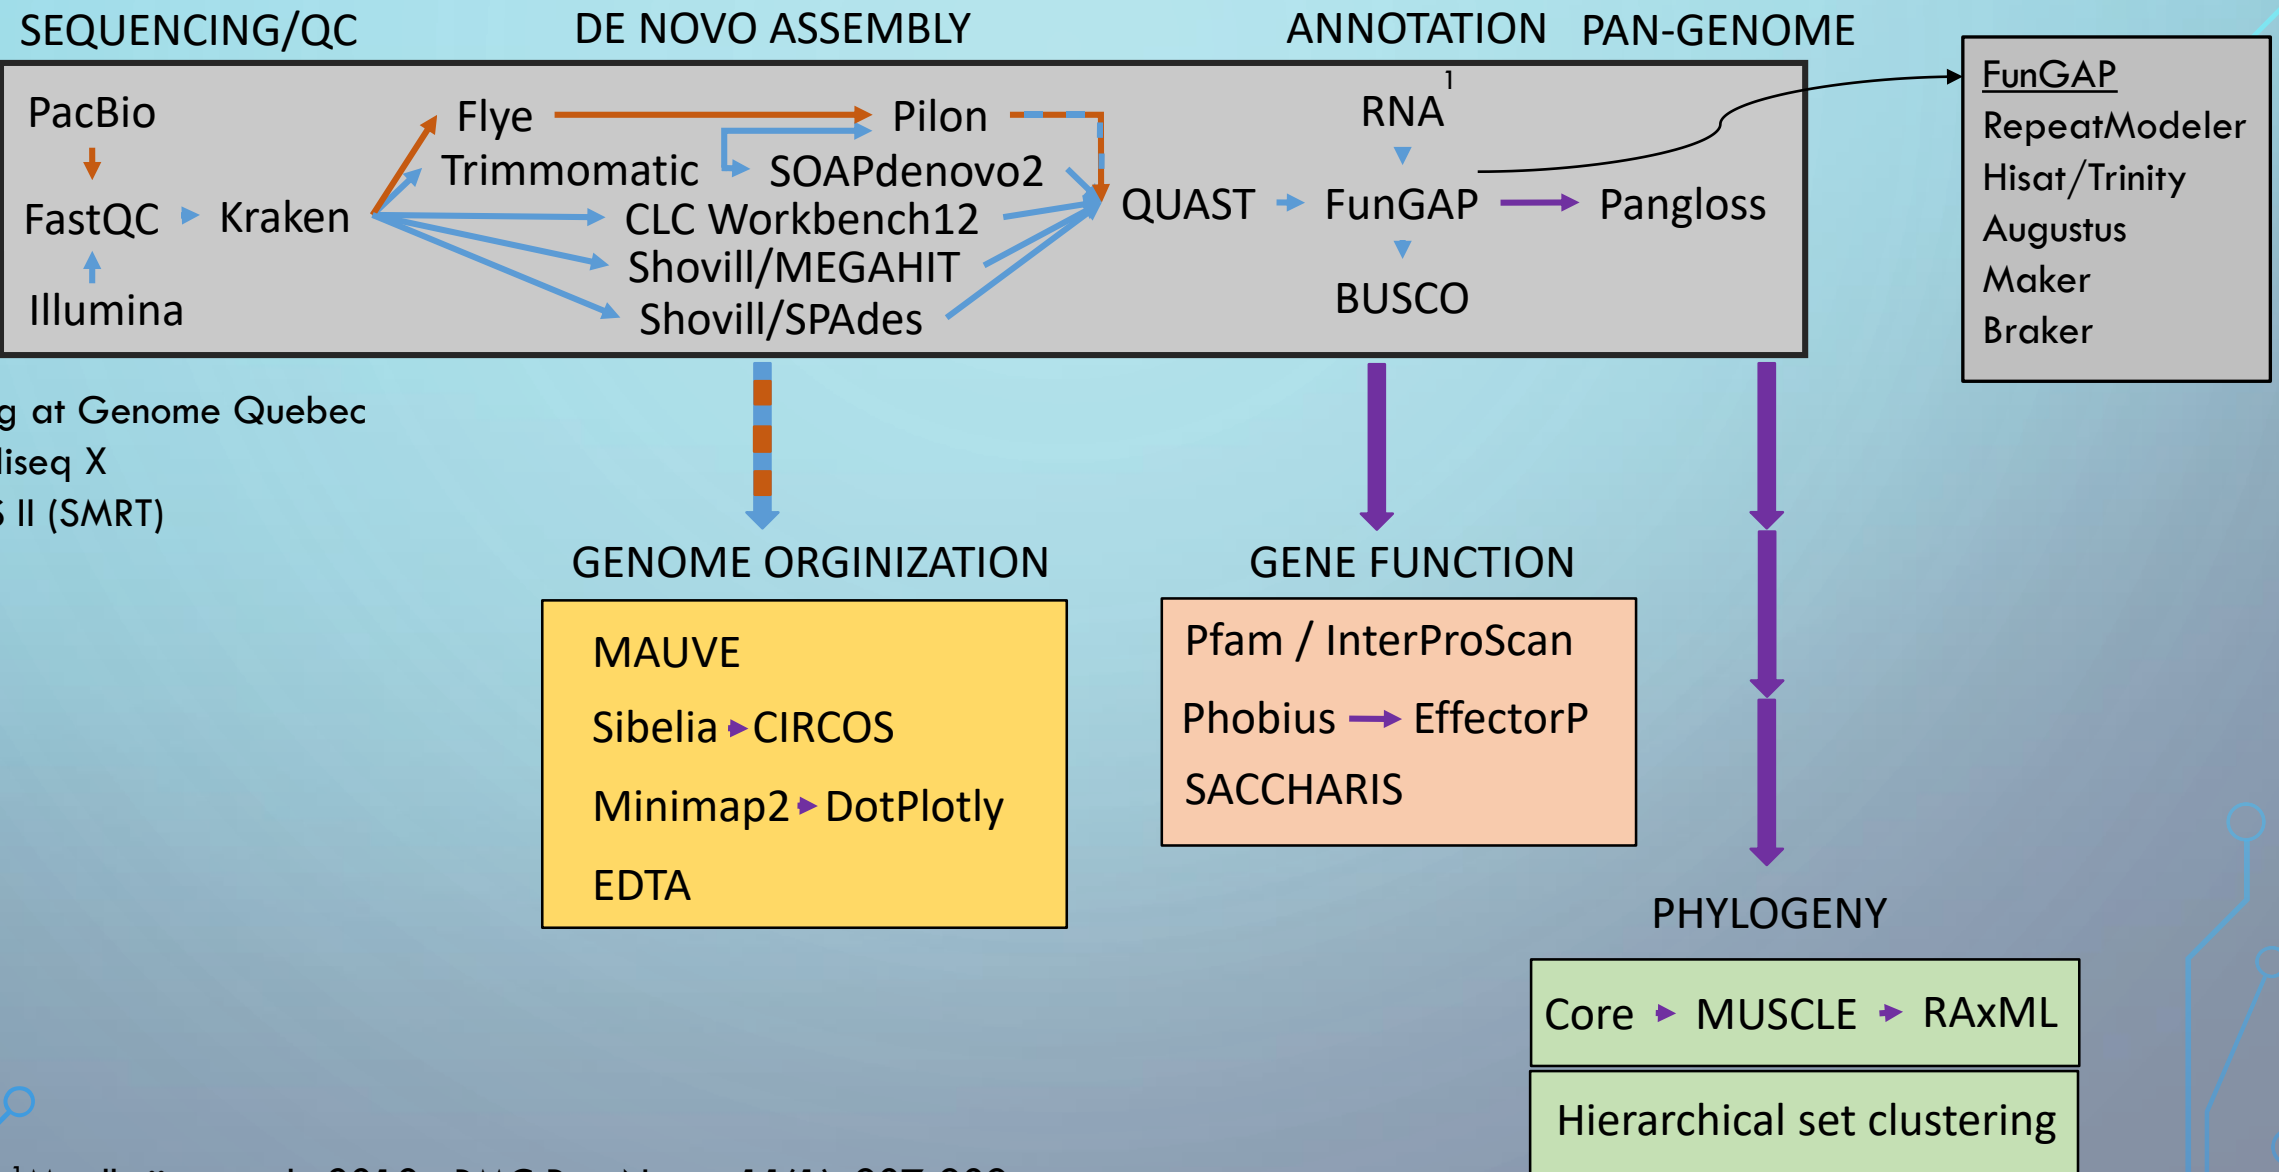 SEQUENCING/QC
DE NOVO ASSEMBLY
ANNOTATION
PAN-GENOME
PacBio
FastQC
Illumina
Kraken
Flye
Pilon
Trimmomatic
SOAPdenovo2
CLC Workbench12
Shovill/MEGAHIT
Shovill/SPAdes
QUAST
RNA1
FunGAP
BUSCO
Pangloss
FunGAP
RepeatModeler
Hisat/Trinity
Augustus
Maker
Braker
at Genome Quebec
X
II (SMRT)
GENOME ORGINIZATION
MAUVE
Sibelia CIRCOS
Minimap2 DotPlotly
EDTA
GENE FUNCTION
Pfam / InterProScan
Phobius EffectorP
SACCHARIS
PHYLOGENY
Core MUSCLE RAxML
Hierarchical set clustering